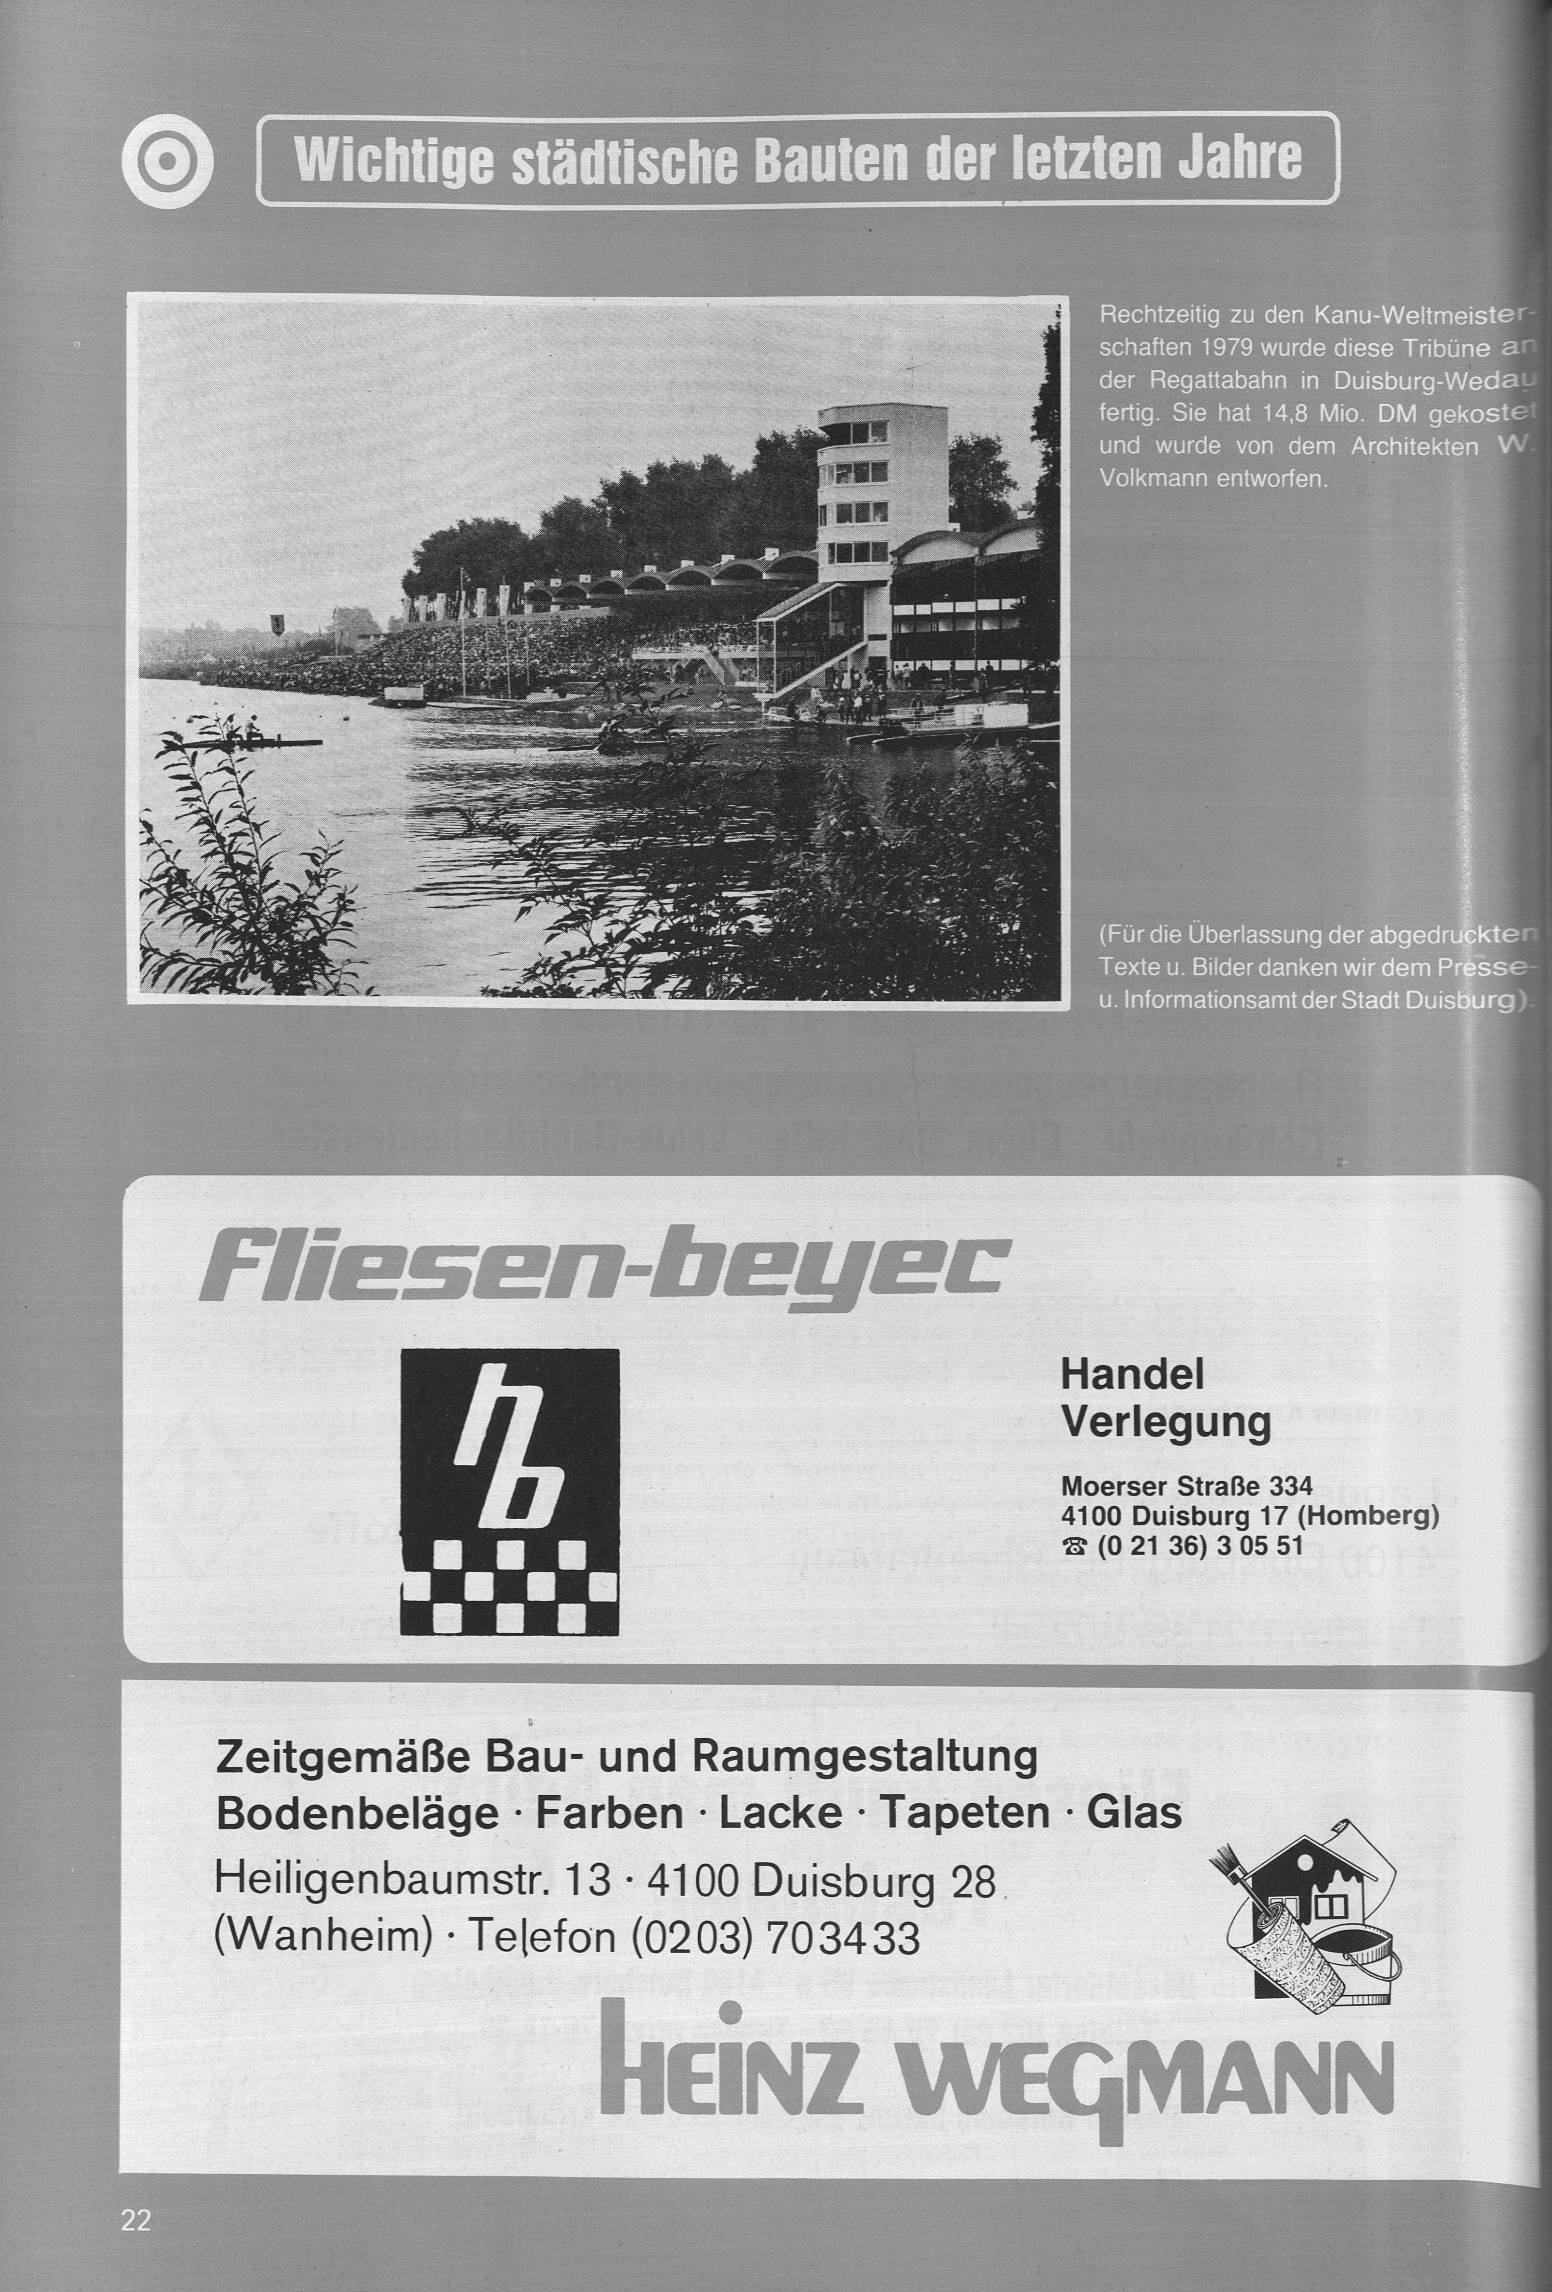 Wichtige städtische Bauten der letzten Jahre
Rechtzeitig zu den Kanu-Weltmeister-
schaften 1979 wurde diese Tribüne an
der Regattabahn in Duisburg-Wedau
fertig. Sie hat 14,8 Mio. DM gekostet
und wurde von dem Architekten W.
Volkmann entworfen.
(Für die Überlassung der abgedruckten
Texte u. Bilder danken wir dem Presse-
u. Informationsamt der Stadt Duisburg).
Fliesen-beyer
hb
Handel
Verlegung
Moerser Straße 334
4100 Duisburg 17 (Homberg)
☎ (0 21 36) 3 05 51
Zeitgemäße Bau- und Raumgestaltung
Bodenbeläge · Farben · Lacke · Tapeten · Glas
Heiligenbaumstr. 13 · 4100 Duisburg 28
(Wanheim) · Telefon (0203) 703433
HEINZ WEGMANN
22